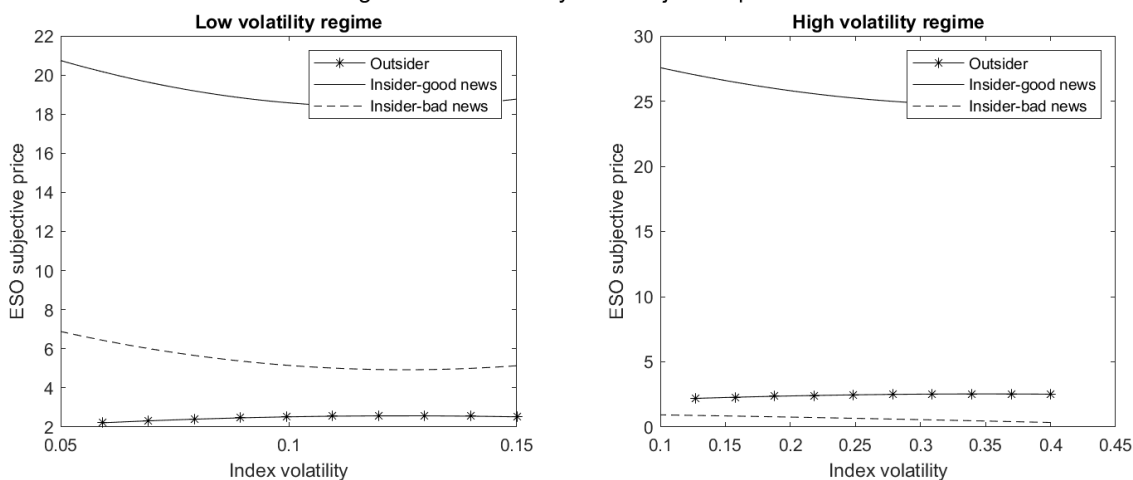 Low volatility regime
22
20
18
16
14
12
10
8
6
4
2
0.05
0.1
0.15
ESO subjective price
Index volatility
Outsider
Insider-good news
Insider-bad news
High volatility regime
30
25
20
15
10
5
0
0.1
0.15
0.2
0.25
0.3
0.35
0.4
0.45
ESO subjective price
Index volatility
Outsider
Insider-good news
Insider-bad news